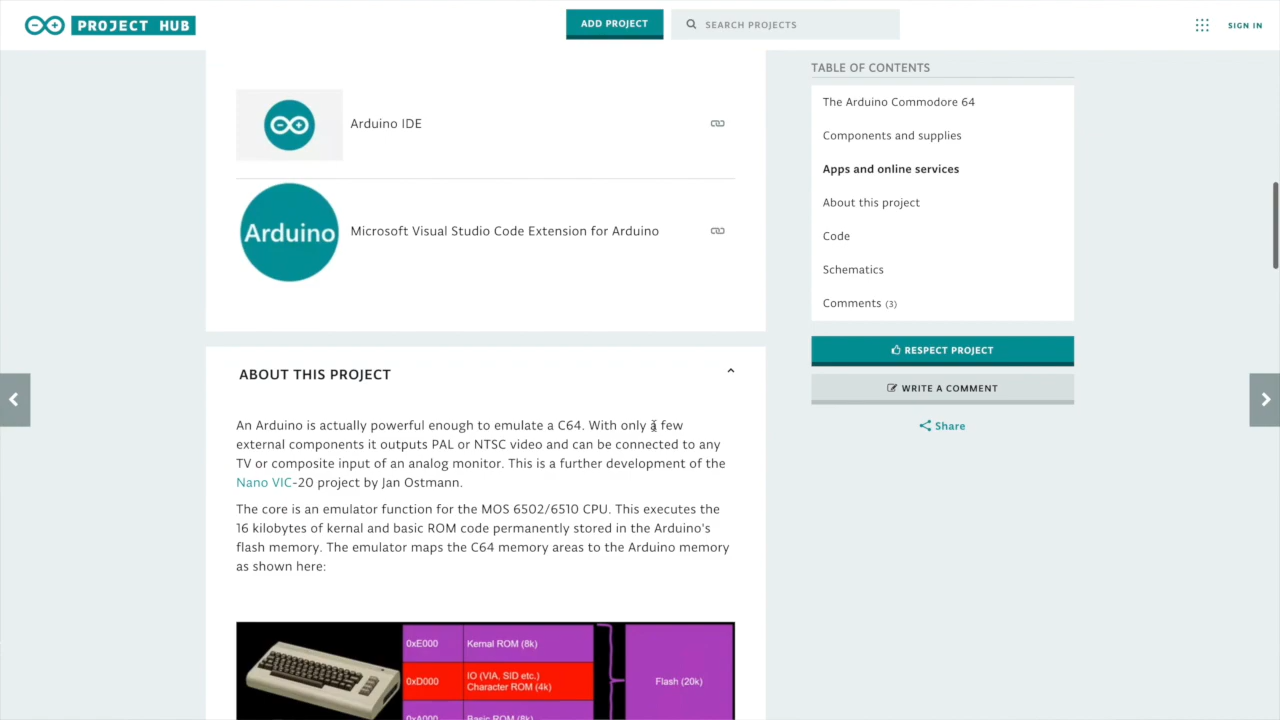 PROJECT HUB
ADD PROJECT
SEARCH PROJECTS
SIGN IN
Arduino IDE
Arduino
Microsoft Visual Studio Code Extension for Arduino
ABOUT THIS PROJECT
An Arduino is actually powerful enough to emulate a C64. With only a few
external components it outputs PAL or NTSC video and can be connected to any
TV or composite input of an analog monitor. This is a further development of the
Nano VIC-20 project by Jan Ostmann.
The core is an emulator function for the MOS 6502/6510 CPU. This executes the
16 kilobytes of kernal and basic ROM code permanently stored in the Arduino's
flash memory. The emulator maps the C64 memory areas to the Arduino memory
as shown here:
0xE000 Kernal ROM (8k)
0xD000 IO (VIA, SID etc.)
Character ROM (4k)
Flash (20k)
0xA000 Basic ROM (8k)
TABLE OF CONTENTS
The Arduino Commodore 64
Components and supplies
Apps and online services
About this project
Code
Schematics
Comments (3)
RESPECT PROJECT
WRITE A COMMENT
Share